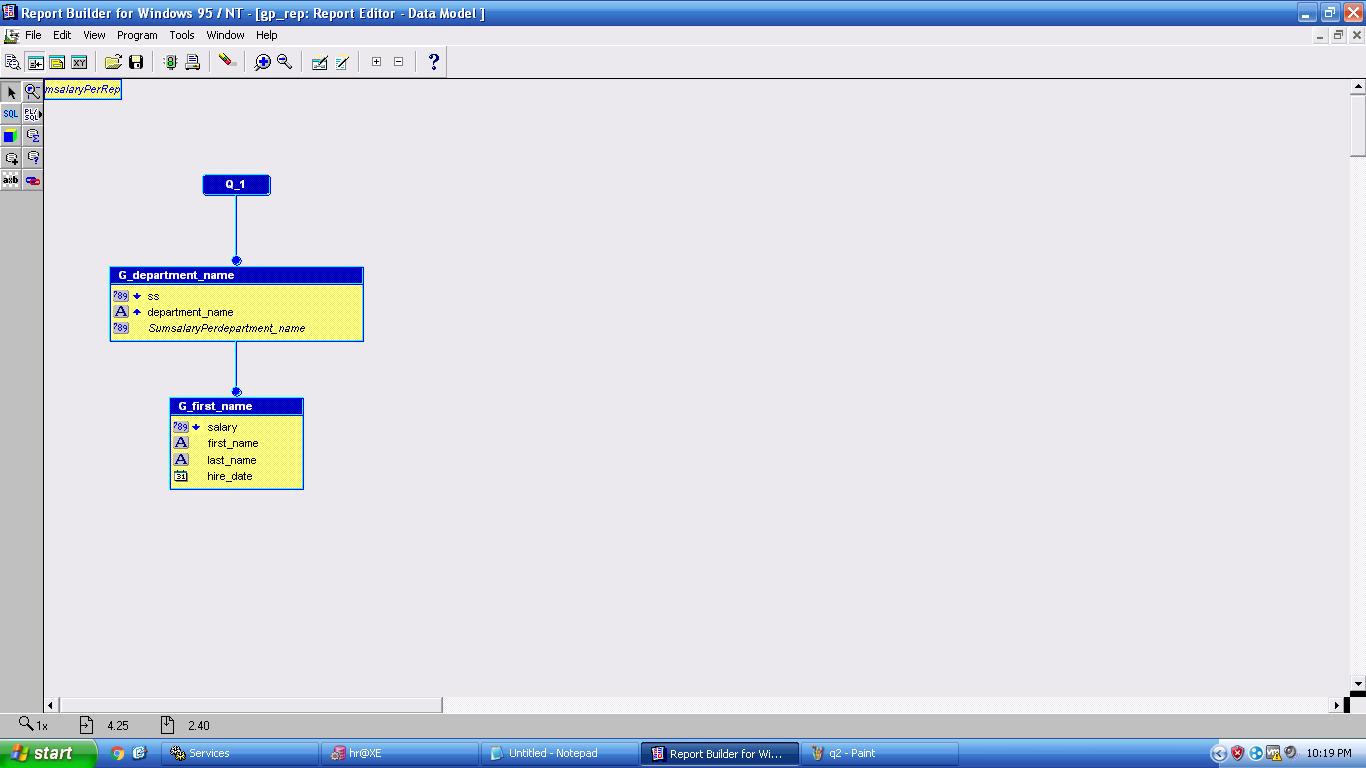 Report Builder for Windows 95 / NT - [gp_rep: Report Editor - Data Model ]
File Edit View Program Tools Window Help
XY ?
msalaryPerRep
SQL PL/SQL
axb
Q_1
G_department_name
789 ss
A department_name
789 SumsalaryPerdepartment_name
G_first_name
789 salary
A first_name
A last_name
31 hire_date
1x 4.25 2.40
start Services hr@XE Untitled - Notepad Report Builder for Wi... q2 - Paint 10:19 PM